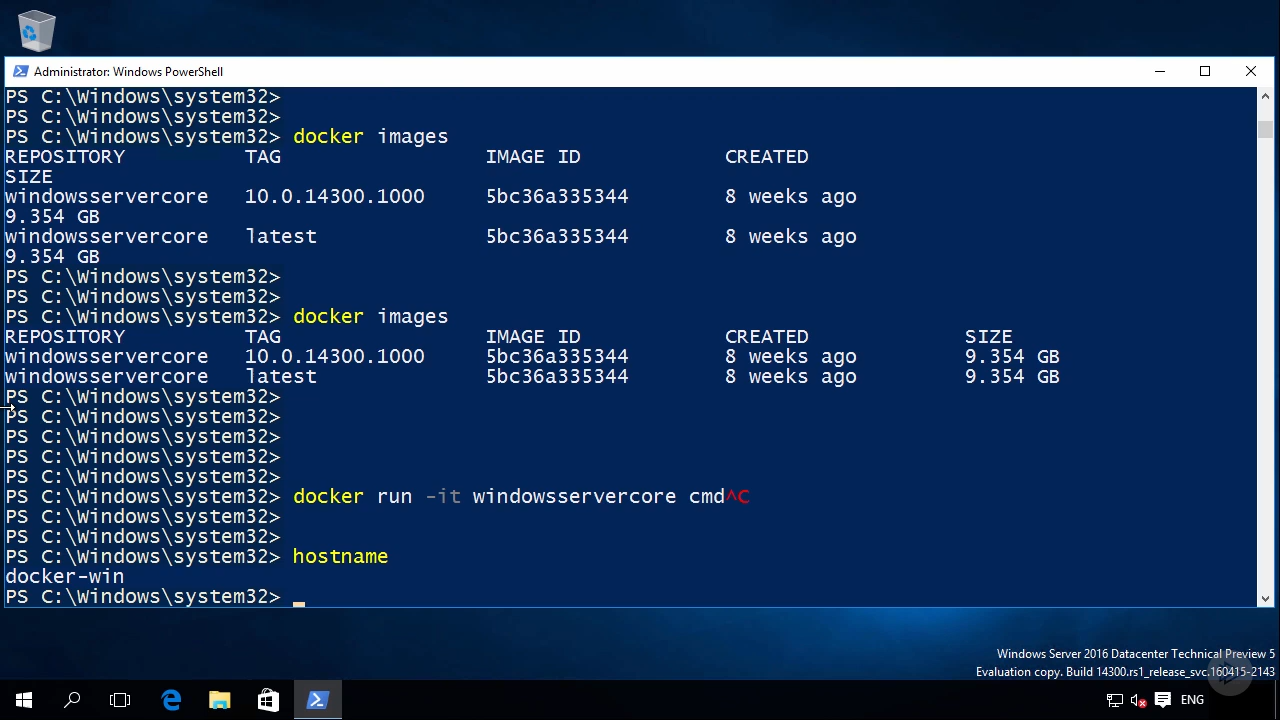 Administrator: Windows PowerShell
PS C:\Windows\system32>
PS C:\Windows\system32>
PS C:\Windows\system32> docker images
REPOSITORY TAG IMAGE ID CREATED
SIZE
windowsservercore 10.0.14300.1000 5bc36a335344 8 weeks ago
9.354 GB
windowsservercore latest 5bc36a335344 8 weeks ago
9.354 GB
PS C:\Windows\system32>
PS C:\Windows\system32>
PS C:\Windows\system32> docker images
REPOSITORY TAG IMAGE ID CREATED SIZE
windowsservercore 10.0.14300.1000 5bc36a335344 8 weeks ago 9.354 GB
windowsservercore latest 5bc36a335344 8 weeks ago 9.354 GB
PS C:\Windows\system32>
PS C:\Windows\system32>
PS C:\Windows\system32>
PS C:\Windows\system32>
PS C:\Windows\system32>
PS C:\Windows\system32> docker run -it windowsservercore cmd^C
PS C:\Windows\system32>
PS C:\Windows\system32>
PS C:\Windows\system32> hostname
docker-win
PS C:\Windows\system32>
Windows Server 2016 Datacenter Technical Preview 5
Evaluation copy. Build 14300.rs1_release_svc.160415-2143
ENG